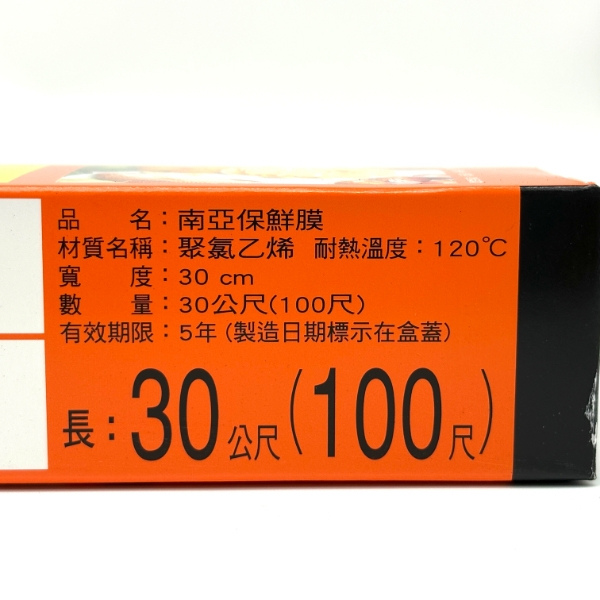 品 名：南亞保鮮膜
材質名稱：聚氯乙烯 耐熱溫度：120℃
寬 度：30 cm
數 量：30公尺(100尺)
有效期限：5年(製造日期標示在盒蓋)
長：30公尺(100尺)